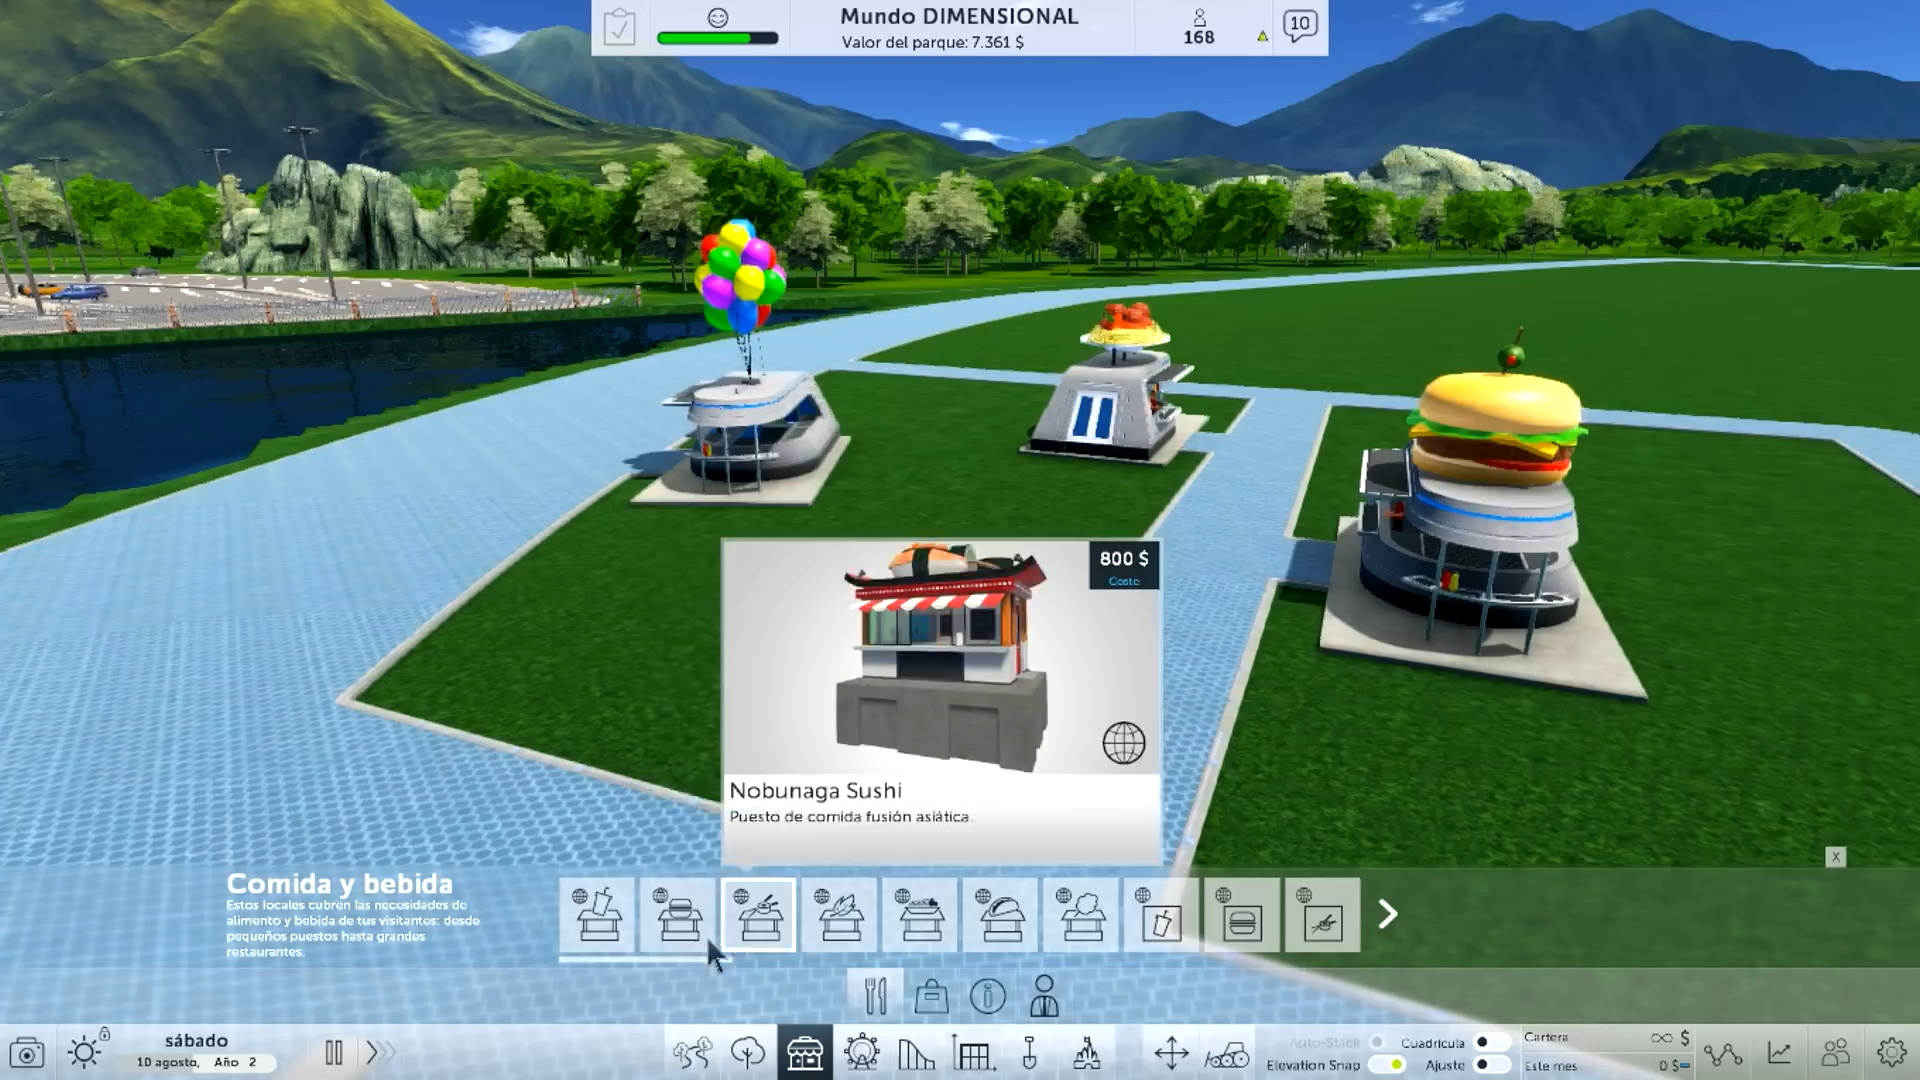 Mundo DIMENSIONAL
Valor del parque: 7.361 $
168
10
800 $
Coste
Nobunaga Sushi
Puesto de comida fusión asiática.
X
Comida y bebida
Estos locales cubren las necesidades de
alimento y bebida de tus visitantes: desde
pequeños puestos hasta grandes
restaurantes.
sábado
10 agosto, Año 2
Auto-Stack
Cuadrícula
Elevation Snap
Ajuste
Cartera
∞ $
Este mes
0 $